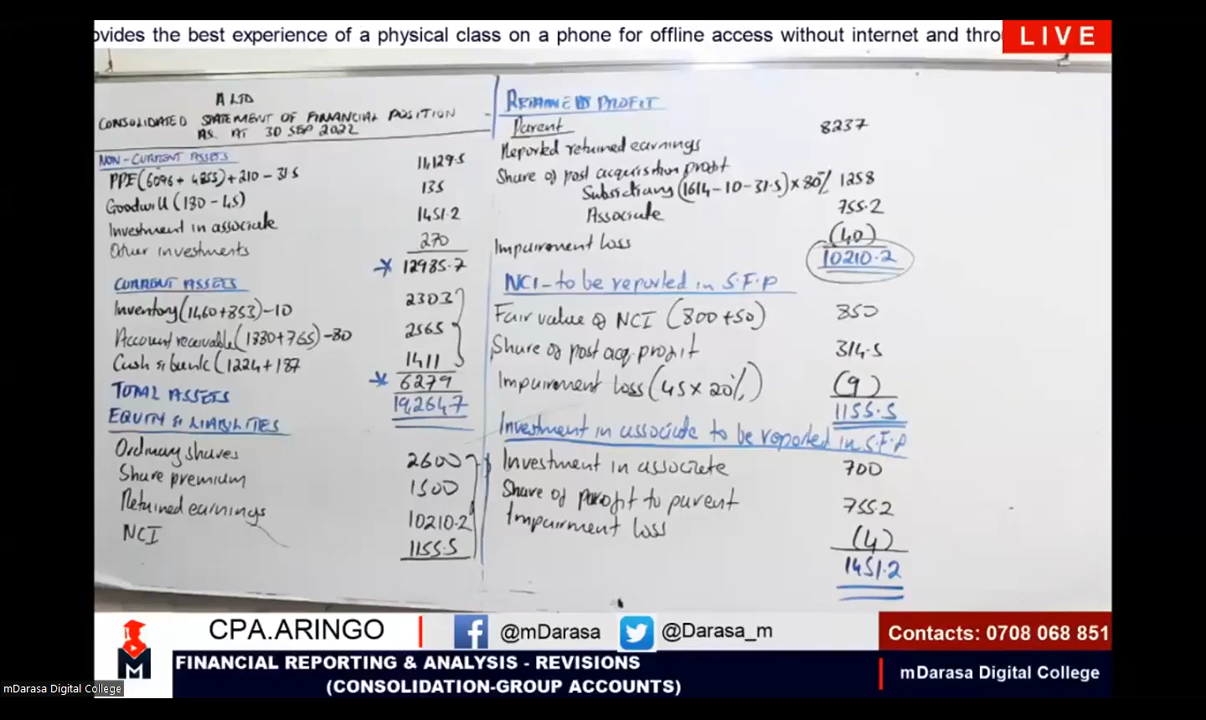 ovides the best experience of a physical class on a phone for offline access without internet and thro
LIVE
A LTD
CONSOLIDATED STATEMENT OF FINANCIAL POSITION
AS AT 30 SEP 2022
NON-CURRENT ASSETS
PPE(6096 + 4855)+210 - 31.5 11,129.5
Goodwill (180 - 45) 135
Investment in associate 1451.2
Other investments 270
12985.7
CURRENT ASSETS
Inventory(1460+853)-10 2303
Account receivable(1880+765)-80 2565
Cash & bank (1224+187 1411
6279
TOTAL ASSETS 19,264.7
EQUITY & LIABILITIES
Ordinary shares 2600
Share premium 1500
Retained earnings 10210.2
NCI 1155.5
RETAINED PROFIT
Parent
Reported retained earnings 8237
Share of post acquisition profit
Subsidiary (1614-10-31.5) x 80% 1258
Associate 755.2
Impairment loss (40)
10210.2
NCI - to be reported in S.F.P
Fair value of NCI (800+50) 850
Share of post acq. profit 314.5
Impairment loss (45 x 20%) (9)
1155.5
Investment in associate to be reported in S.F.P
Investment in associate 700
Share of profit to parent 755.2
Impairment loss (4)
1451.2
CPA.ARINGO
@mDarasa
@Darasa_m
Contacts: 0708 068 851
M
FINANCIAL REPORTING & ANALYSIS - REVISIONS
(CONSOLIDATION-GROUP ACCOUNTS)
mDarasa Digital College
mDarasa Digital College